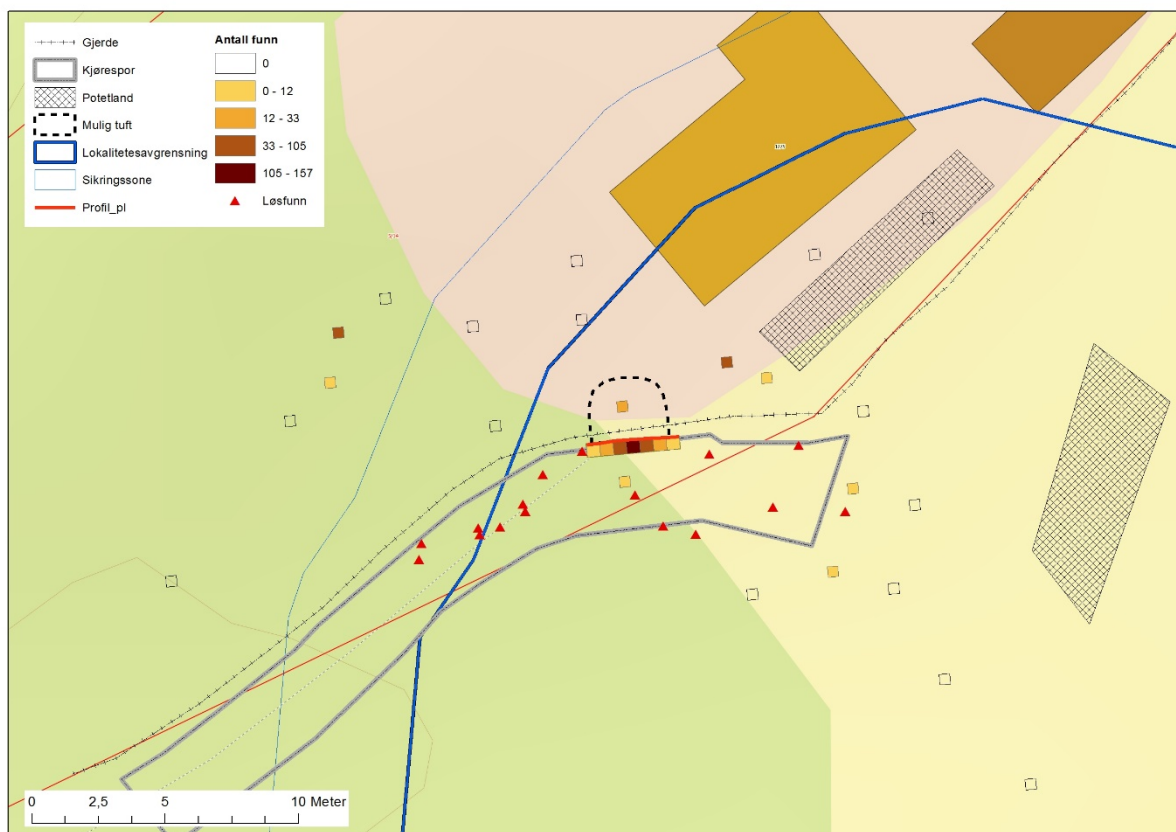 Gjerde
Kjørespor
Potetland
Mulig tuft
Lokalitetesavgrensning
Sikringssone
Profil_pl
Antall funn
0
0 - 12
12 - 33
33 - 105
105 - 157
Løsfunn
0 2,5 5 10 Meter